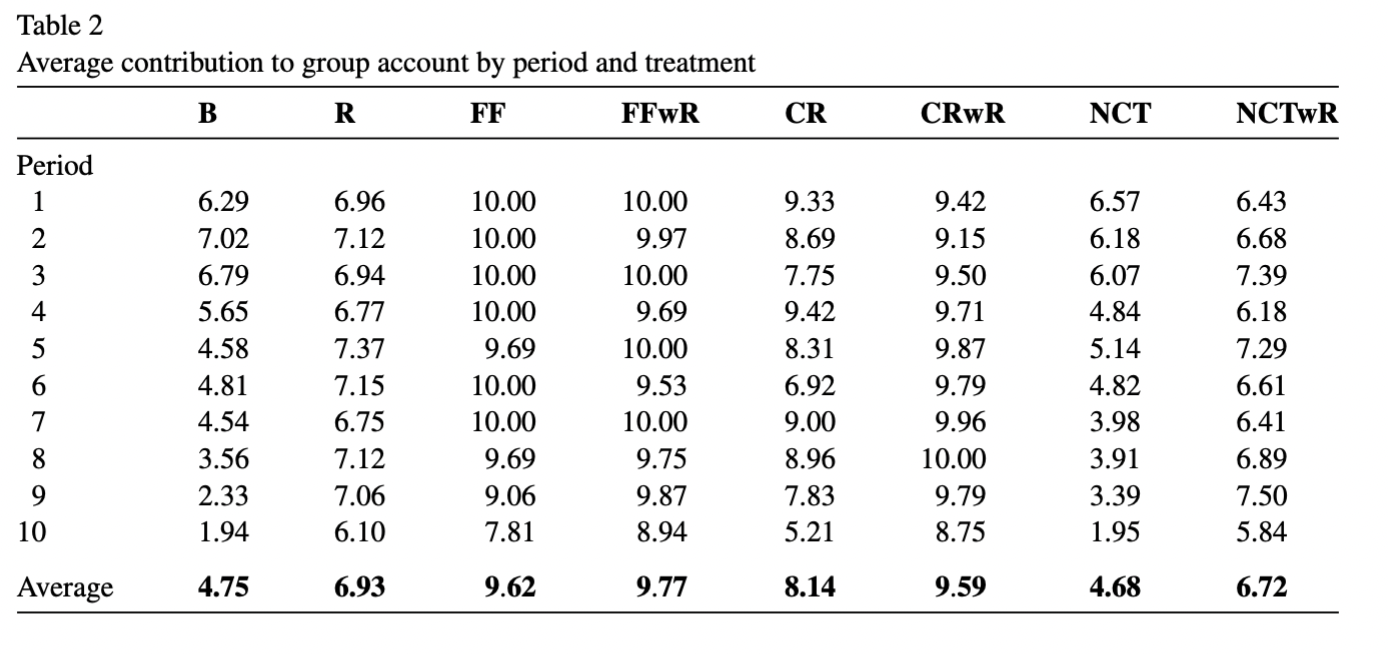 Table 2
Average contribution to group account by period and treatment
B R FF FFwR CR CRwR NCT NCTwR
Period
1 6.29 6.96 10.00 10.00 9.33 9.42 6.57 6.43
2 7.02 7.12 10.00 9.97 8.69 9.15 6.18 6.68
3 6.79 6.94 10.00 10.00 7.75 9.50 6.07 7.39
4 5.65 6.77 10.00 9.69 9.42 9.71 4.84 6.18
5 4.58 7.37 9.69 10.00 8.31 9.87 5.14 7.29
6 4.81 7.15 10.00 9.53 6.92 9.79 4.82 6.61
7 4.54 6.75 10.00 10.00 9.00 9.96 3.98 6.41
8 3.56 7.12 9.69 9.75 8.96 10.00 3.91 6.89
9 2.33 7.06 9.06 9.87 7.83 9.79 3.39 7.50
10 1.94 6.10 7.81 8.94 5.21 8.75 1.95 5.84
Average 4.75 6.93 9.62 9.77 8.14 9.59 4.68 6.72